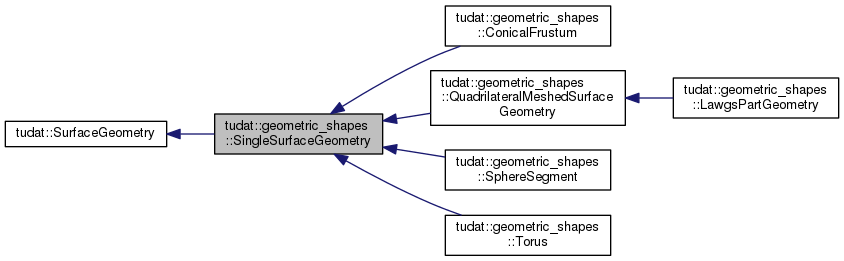 tudat::SurfaceGeometry
tudat::geometric_shapes
::SingleSurfaceGeometry
tudat::geometric_shapes
::ConicalFrustum
tudat::geometric_shapes
::QuadrilateralMeshedSurface
Geometry
tudat::geometric_shapes
::LawgsPartGeometry
tudat::geometric_shapes
::SphereSegment
tudat::geometric_shapes
::Torus